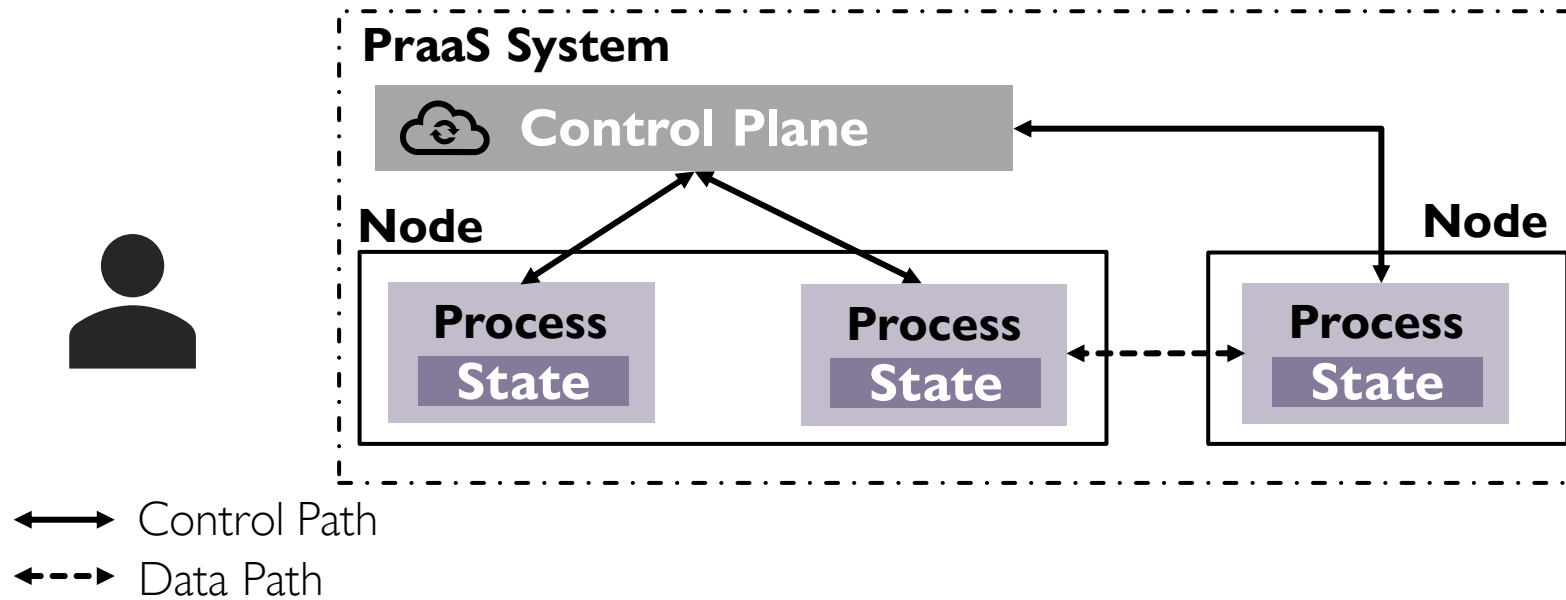 PraaS System
Control Plane
Node
Node
Process
State
Process
State
Process
State
Control Path
Data Path